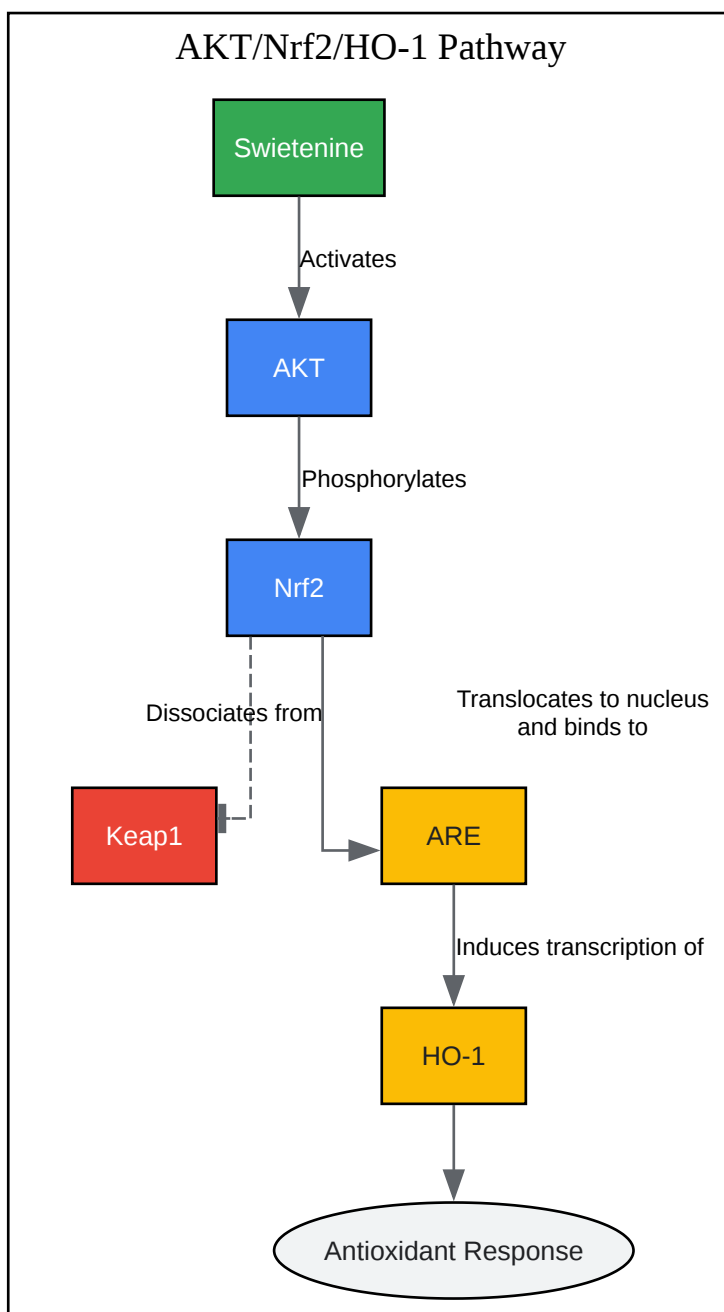 AKT/Nrf2/HO-1 Pathway
Swietenine
Activates
AKT
Phosphorylates
Nrf2
Dissociates from
Translocates to nucleus
and binds to
Keap1
ARE
Induces transcription of
HO-1
Antioxidant Response